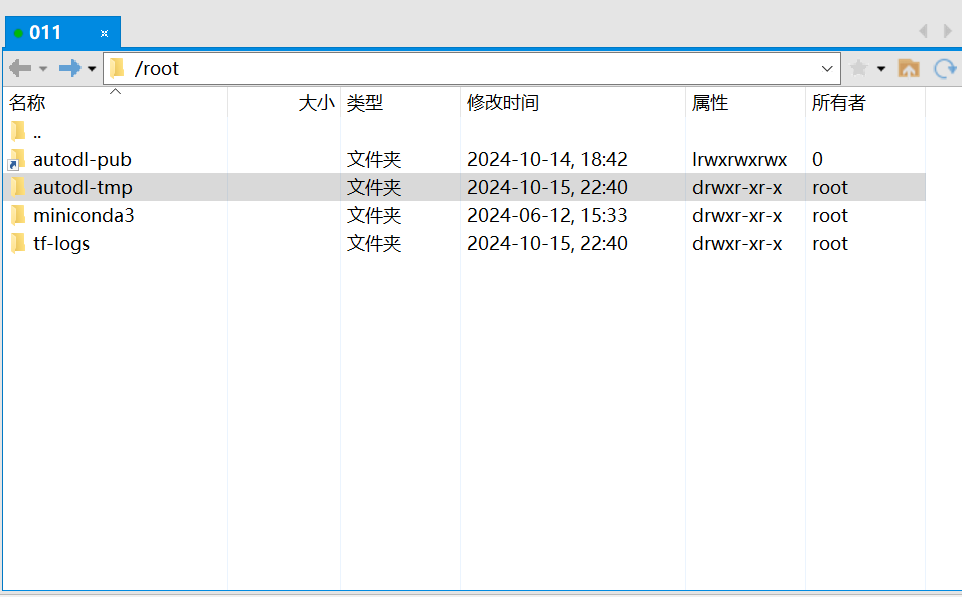 011
/root
名称 大小 类型 修改时间 属性 所有者
..
autodl-pub 文件夹 2024-10-14, 18:42 lrwxrwxrwx 0
autodl-tmp 文件夹 2024-10-15, 22:40 drwxr-xr-x root
miniconda3 文件夹 2024-06-12, 15:33 drwxr-xr-x root
tf-logs 文件夹 2024-10-15, 22:40 drwxr-xr-x root